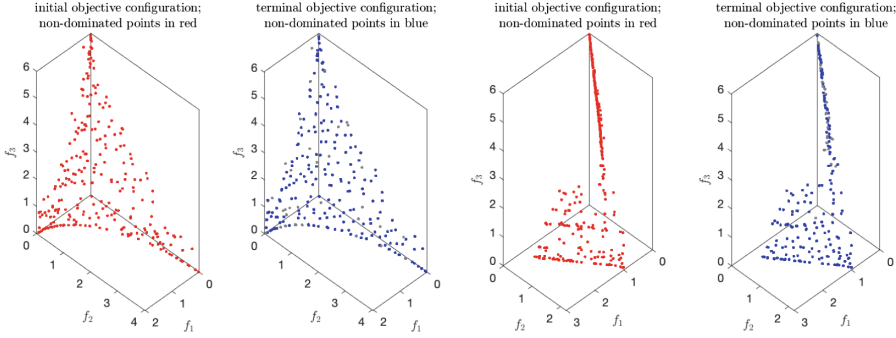 initial objective configuration;
non-dominated points in red
6
5
4
3
2
1
0
f3
0
1
2
3
4
f2
2
1
0
f1
terminal objective configuration;
non-dominated points in blue
6
5
4
3
2
1
0
f3
0
1
2
3
4
f2
2
1
0
f1
initial objective configuration;
non-dominated points in red
6
5
4
3
2
1
0
f3
0
1
2
3
f2
2
1
0
f1
terminal objective configuration;
non-dominated points in blue
6
5
4
3
2
1
0
f3
0
1
2
3
f2
2
1
0
f1